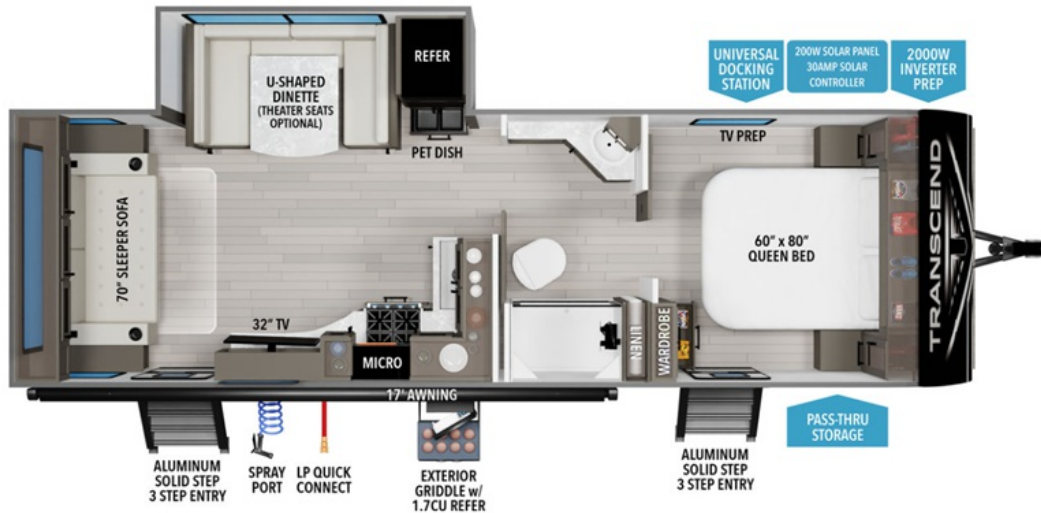 REFER
U-SHAPED
DINETTE
(THEATER SEATS
OPTIONAL)
PET DISH
UNIVERSAL
DOCKING
STATION
200W SOLAR PANEL
30AMP SOLAR
CONTROLLER
2000W
INVERTER
PREP
TV PREP
70" SLEEPER SOFA
60" x 80"
QUEEN BED
TRANSCEND
32" TV
MICRO
LINEN
WARDROBE
17' AWNING
ALUMINUM
SOLID STEP
3 STEP ENTRY
SPRAY
PORT
LP QUICK
CONNECT
EXTERIOR
GRIDDLE w/
1.7CU REFER
ALUMINUM
SOLID STEP
3 STEP ENTRY
PASS-THRU
STORAGE